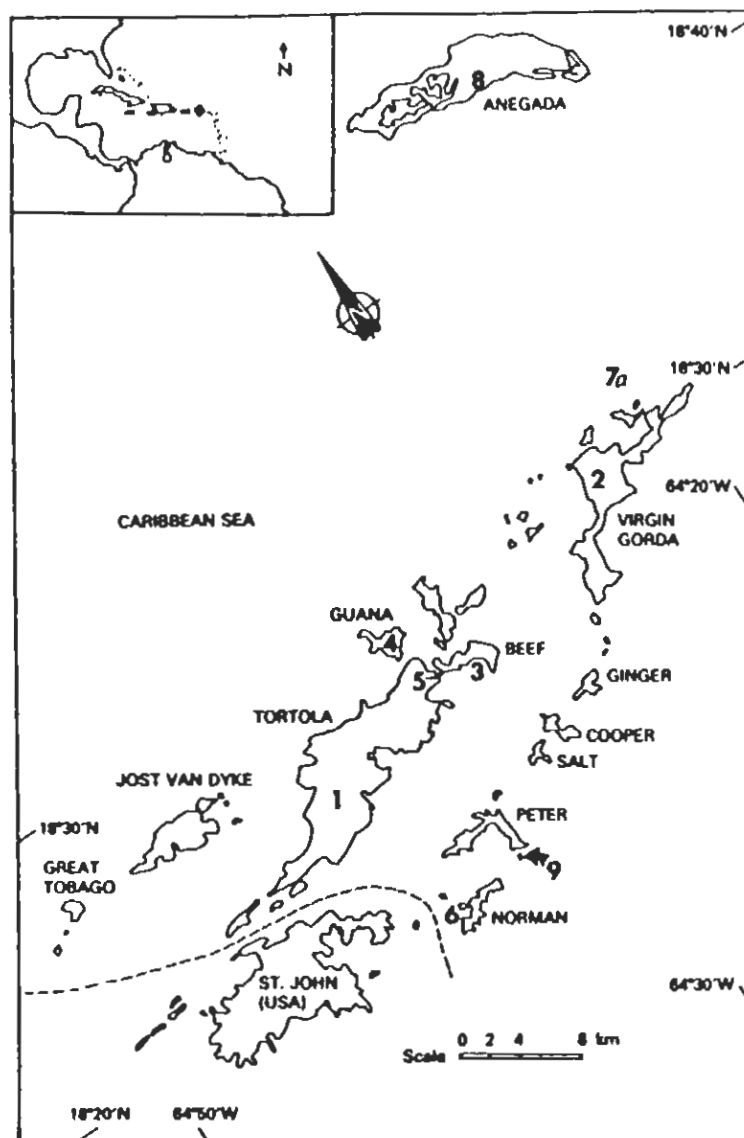 N
18°40'N
8
ANEGADA
N
18°30'N
7a
2
64°20'W
VIRGIN
GORDA
CARIBBEAN SEA
GUANA
4
BEEF
5
3
GINGER
TORTOLA
COOPER
SALT
JOST VAN DYKE
1
PETER
18°30'N
9
GREAT
TOBAGO
6
NORMAN
ST. JOHN
(USA)
64°30'W
0 2 4 8 km
Scale
18°20'N 64°50'W